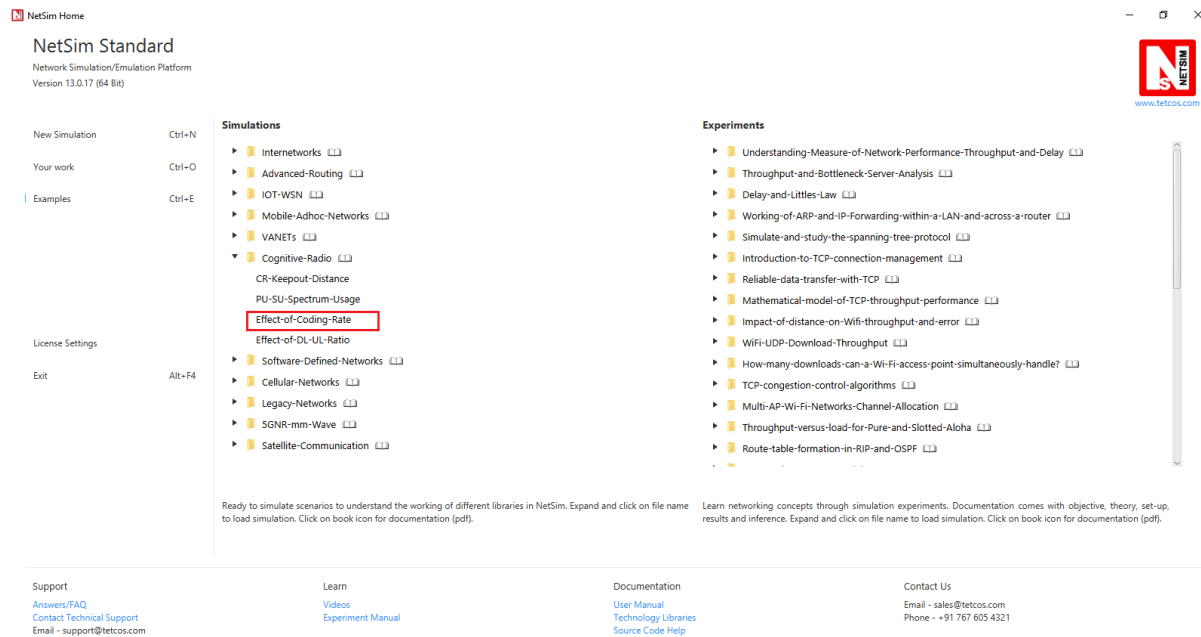 NetSim Home
NetSim Standard
Network Simulation/Emulation Platform
Version 13.0.17 (64 Bit)
NETSIM
www.tetcos.com
New Simulation Ctrl+N
Your work Ctrl+O
Examples Ctrl+E
License Settings
Exit Alt+F4
Simulations
Internetworks
Advanced-Routing
IOT-WSN
Mobile-Adhoc-Networks
VANETs
Cognitive-Radio
CR-Keepout-Distance
PU-SU-Spectrum-Usage
Effect-of-Coding-Rate
Effect-of-DL-UL-Ratio
Software-Defined-Networks
Cellular-Networks
Legacy-Networks
5GNR-mm-Wave
Satellite-Communication
Ready to simulate scenarios to understand the working of different libraries in NetSim. Expand and click on file name
to load simulation. Click on book icon for documentation (pdf).
Experiments
Understanding-Measure-of-Network-Performance-Throughput-and-Delay
Throughput-and-Bottleneck-Server-Analysis
Delay-and-Littles-Law
Working-of-ARP-and-IP-Forwarding-within-a-LAN-and-across-a-router
Simulate-and-study-the-spanning-tree-protocol
Introduction-to-TCP-connection-management
Reliable-data-transfer-with-TCP
Mathematical-model-of-TCP-throughput-performance
Impact-of-distance-on-Wifi-throughput-and-error
WiFi-UDP-Download-Throughput
How-many-downloads-can-a-Wi-Fi-access-point-simultaneously-handle?
TCP-congestion-control-algorithms
Multi-AP-Wi-Fi-Networks-Channel-Allocation
Throughput-versus-load-for-Pure-and-Slotted-Aloha
Route-table-formation-in-RIP-and-OSPF
Learn networking concepts through simulation experiments. Documentation comes with objective, theory, set-up,
results and inference. Expand and click on file name to load simulation. Click on book icon for documentation (pdf).
Support
Answers/FAQ
Contact Technical Support
Email - support@tetcos.com
Learn
Videos
Experiment Manual
Documentation
User Manual
Technology Libraries
Source Code Help
Contact Us
Email - sales@tetcos.com
Phone - +91 767 605 4321